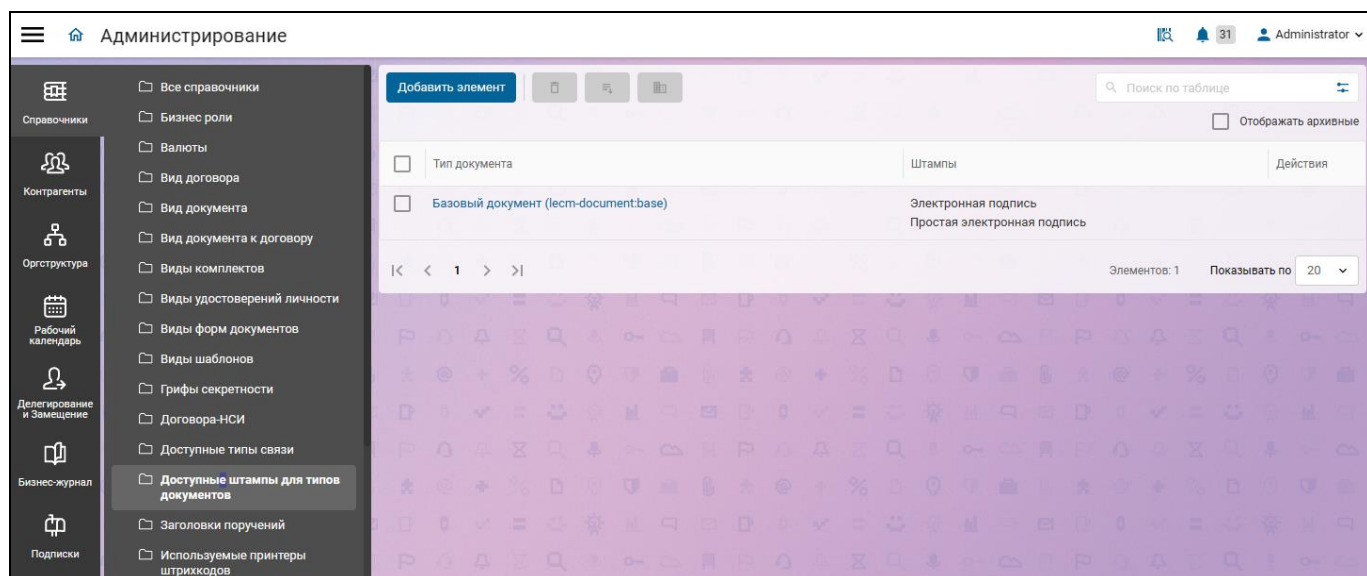 Администрирование
31
Administrator
Справочники
Контрагенты
Оргструктура
Рабочий
календарь
Делегирование
и Замещение
Бизнес-журнал
Подписки
Все справочники
Бизнес роли
Валюты
Вид договора
Вид документа
Вид документа к договору
Виды комплектов
Виды удостоверений личности
Виды форм документов
Виды шаблонов
Грифы секретности
Договора-НСИ
Доступные типы связи
Доступные штампы для типов
документов
Заголовки поручений
Используемые принтеры
штрихкодов
Добавить элемент
Поиск по таблице
Отображать архивные
Тип документа
Штампы
Действия
Базовый документ (lecm-document:base)
Электронная подпись
Простая электронная подпись
1
Элементов: 1
Показывать по
20